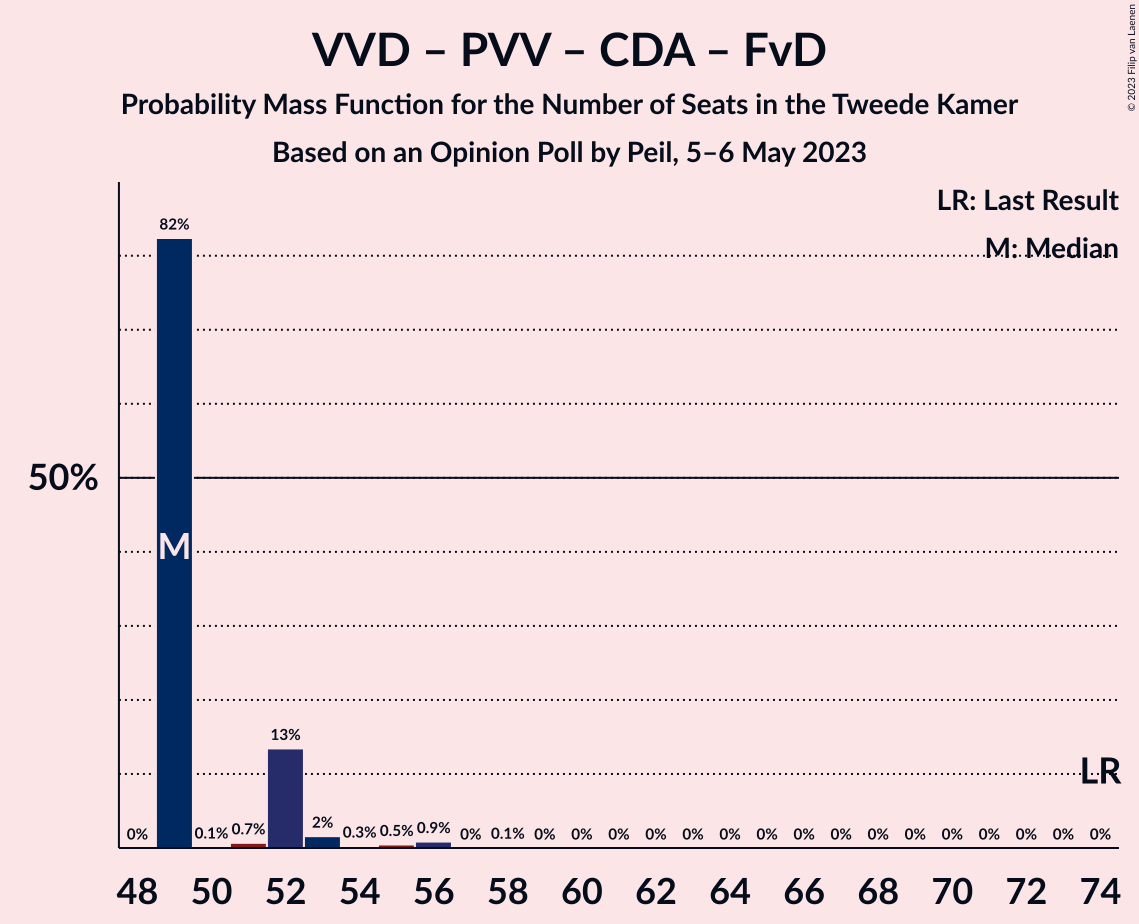 VVD – PVV – CDA – FvD
Probability Mass Function for the Number of Seats in the Tweede Kamer
Based on an Opinion Poll by Peil, 5–6 May 2023
© 2023 Filip van Laenen
LR: Last Result
M: Median
50%
82%
M
13%
LR
0% 0.1% 0.7% 2% 0.3% 0.5% 0.9% 0% 0.1% 0% 0% 0% 0% 0% 0% 0% 0% 0% 0% 0% 0% 0% 0% 0% 0%
48 50 52 54 56 58 60 62 64 66 68 70 72 74